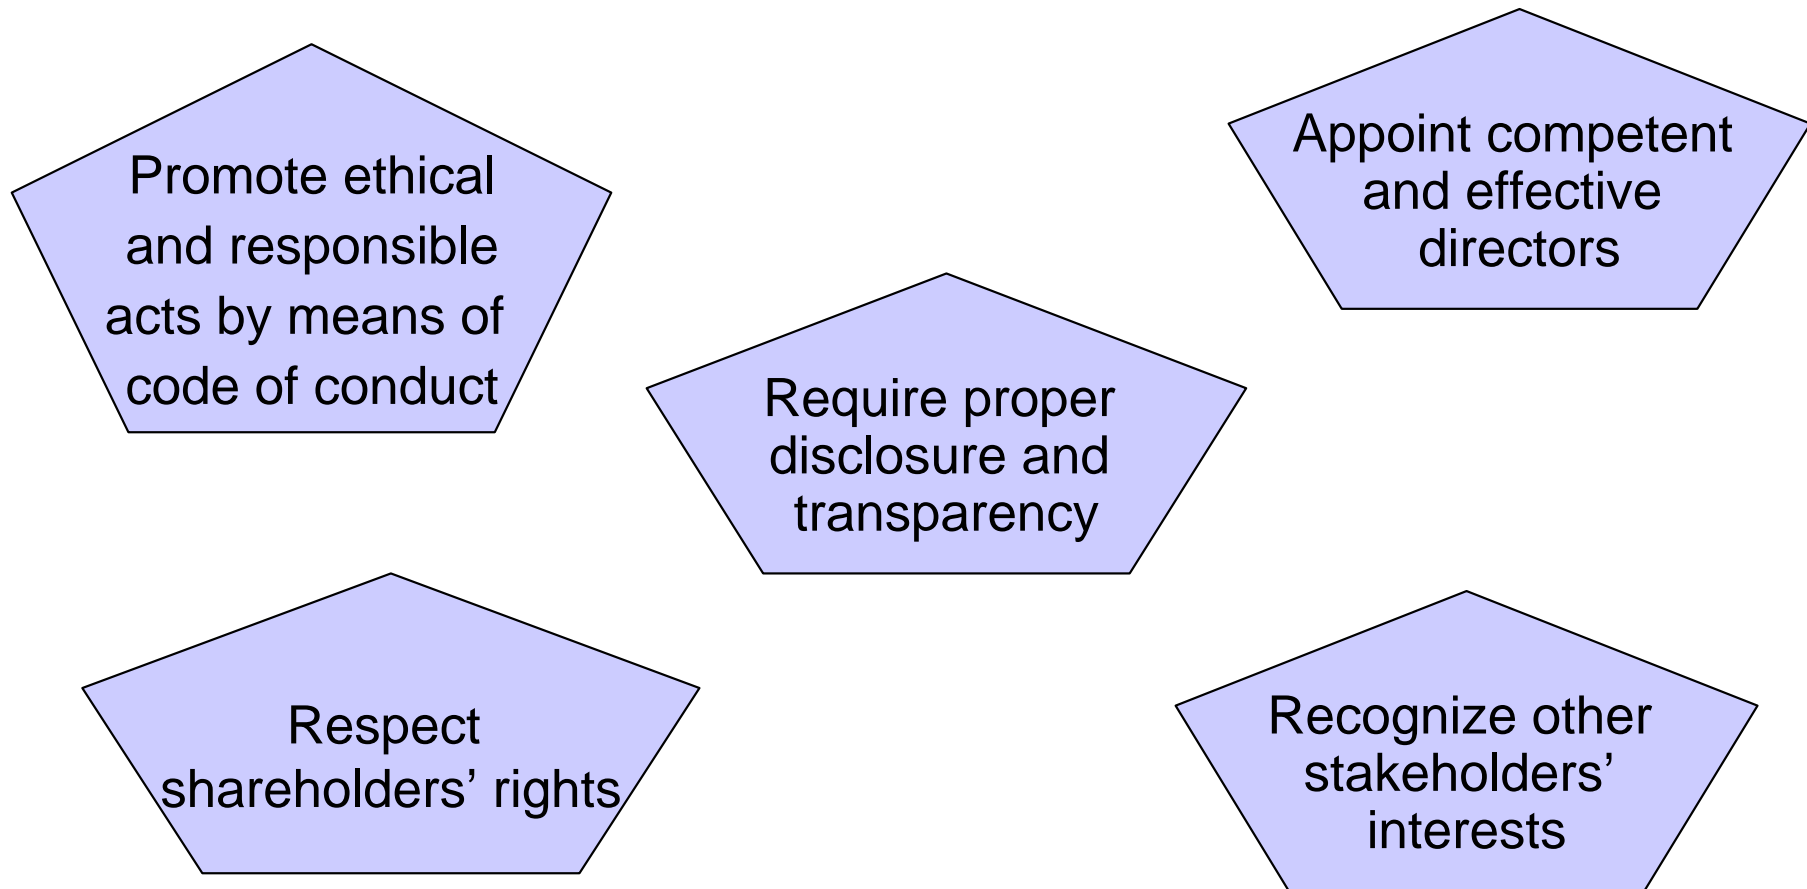 Promote ethical
and responsible
acts by means of
code of conduct
Appoint competent
and effective
directors
Require proper
disclosure and
transparency
Respect
shareholders’ rights
Recognize other
stakeholders’
interests